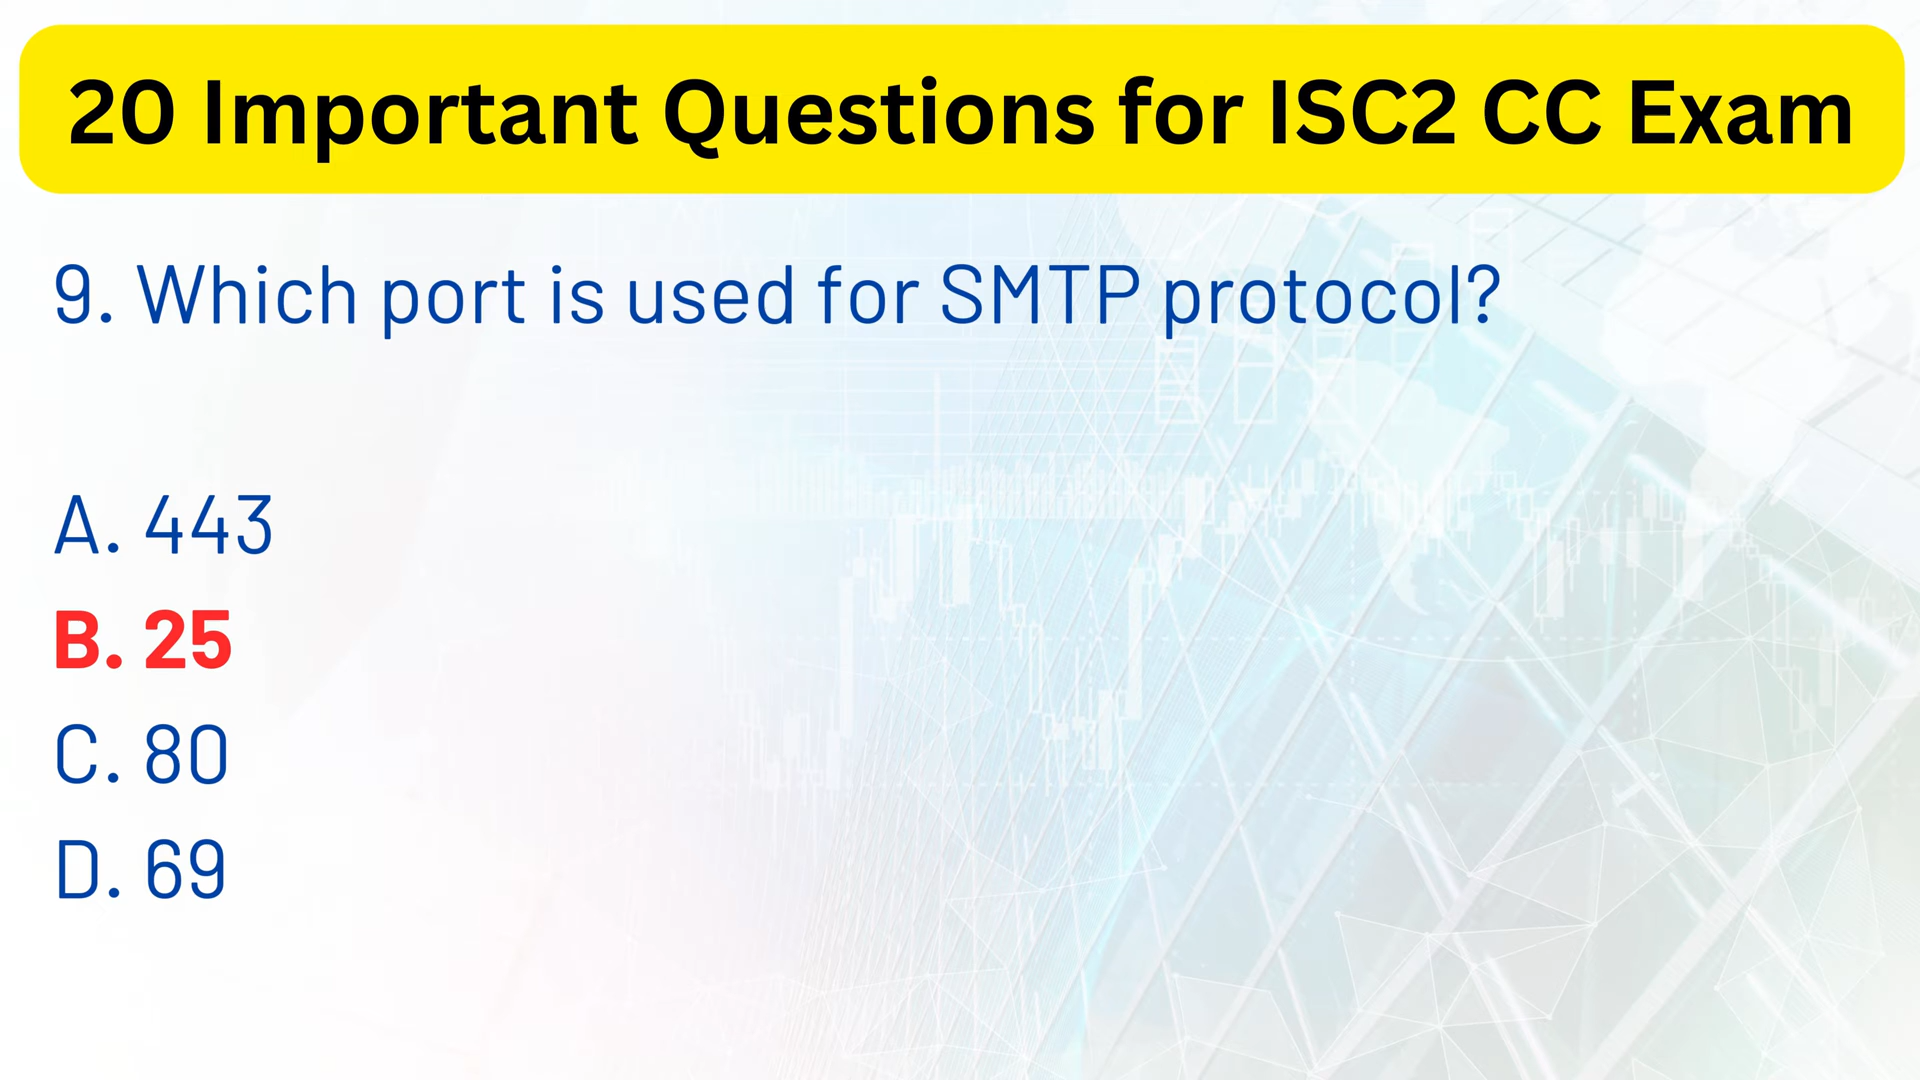 20 Important Questions for ISC2 CC Exam
9. Which port is used for SMTP protocol?
A. 443
B. 25
C. 80
D. 69